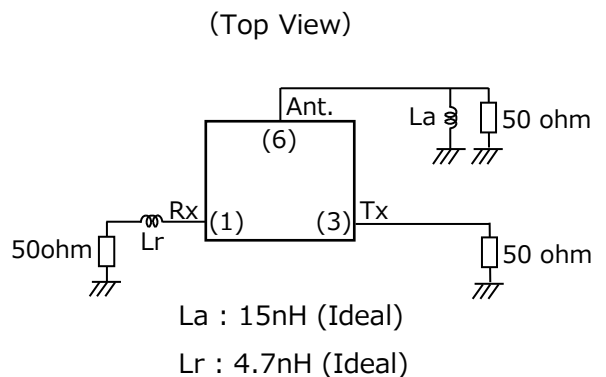 (Top View)
Ant.
(6)
La
50 ohm
Rx
(1)
(3)
Tx
Lr
50ohm
50 ohm
La : 15nH (Ideal)
Lr : 4.7nH (Ideal)